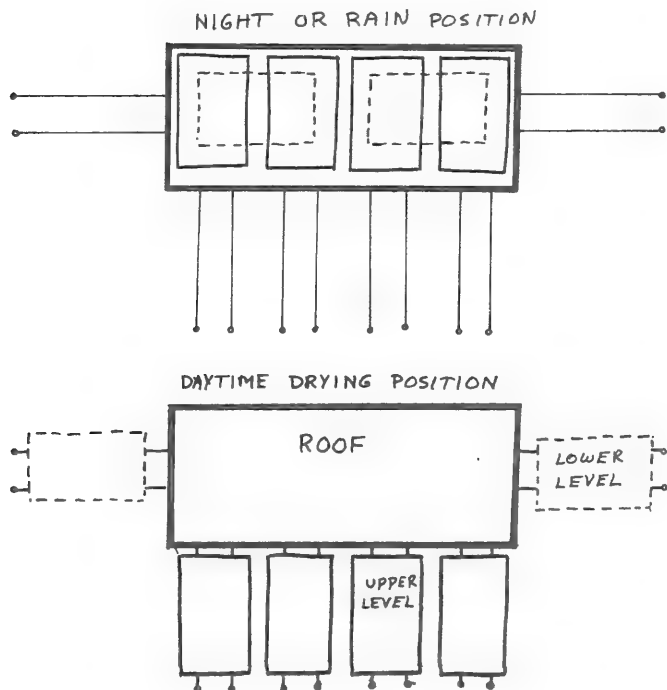 NIGHT OR RAIN POSITION
DAYTIME DRYING POSITION
ROOF
LOWER
LEVEL
UPPER
LEVEL